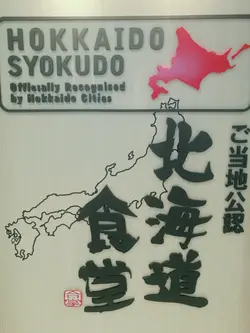 HOKKAIDO
SYOKUDO
Officially Recognized
by Hokkaido Cities
ご当地公認
北海道
食堂